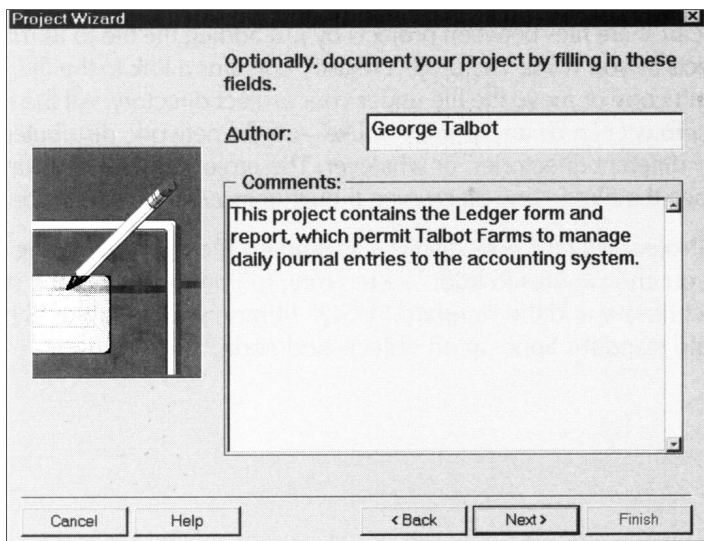 Project Wizard
Optionally, document your project by filling in these
fields.
Author:
George Talbot
Comments:
This project contains the Ledger form and
report, which permit Talbot Farms to manage
daily journal entries to the accounting system.
Cancel
Help
< Back
Next >
Finish